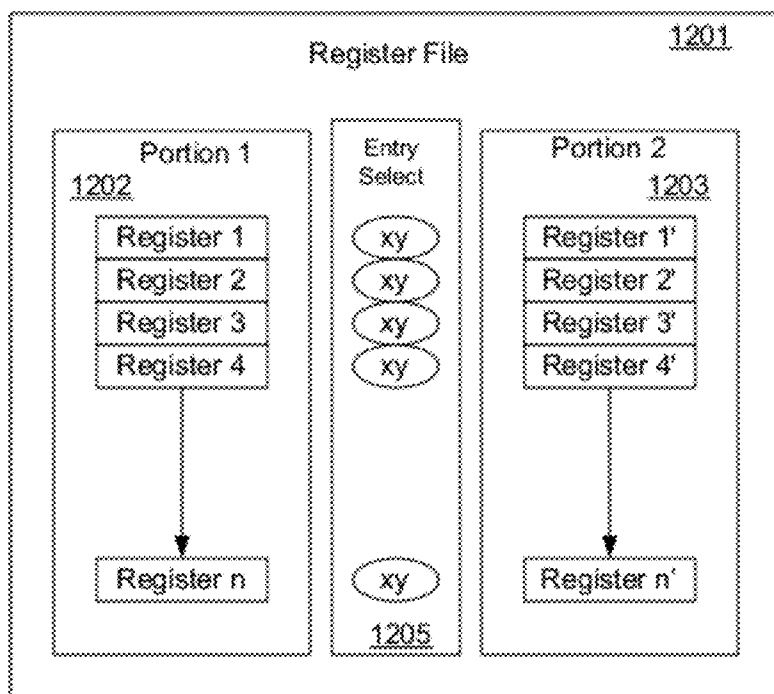 1201
Register File
Portion 1
1202
Register 1
Register 2
Register 3
Register 4
Register n
Entry
Select
xy
xy
xy
xy
xy
1205
Portion 2
1203
Register 1'
Register 2'
Register 3'
Register 4'
Register n'